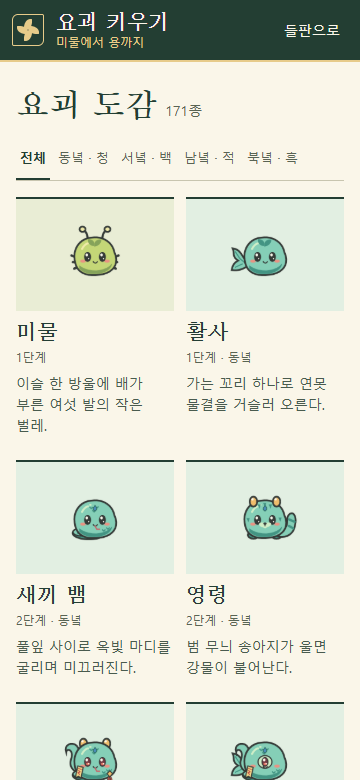 요괴 키우기
미물에서 용까지
들판으로
요괴 도감 171종
전체 동녘 · 청 서녘 · 백 남녘 · 적 북녘 · 흑
미물
1단계
이슬 한 방울에 배가
부른 여섯 발의 작은
벌레.
활사
1단계 · 동녘
가는 꼬리 하나로 연못
물결을 거슬러 오른다.
새끼 뱀
2단계 · 동녘
풀잎 사이로 옥빛 마디를
굴리며 미끄러진다.
영령
2단계 · 동녘
범 무늬 송아지가 울면
강물이 불어난다.